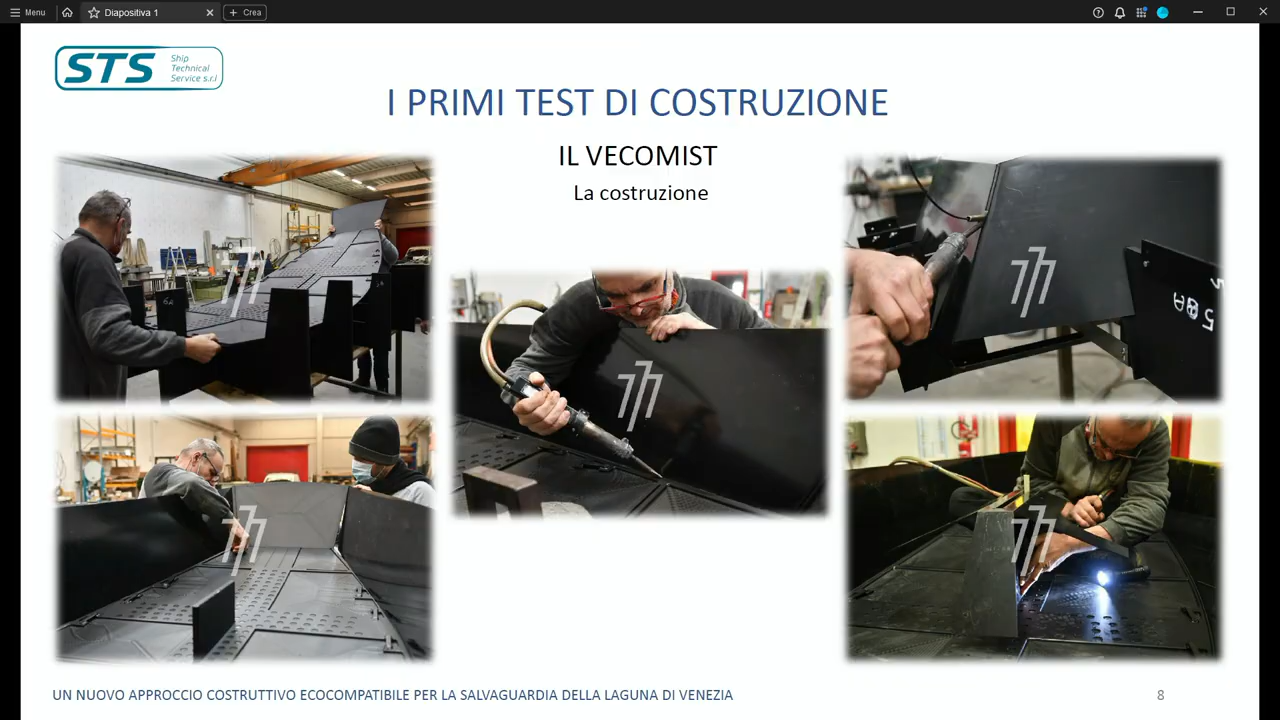 Menu
Diapositiva 1
Crea
STS
Ship
Technical
Service s.r.l
I PRIMI TEST DI COSTRUZIONE
IL VECOMIST
La costruzione
UN NUOVO APPROCCIO COSTRUTTIVO ECOCOMPATIBILE PER LA SALVAGUARDIA DELLA LAGUNA DI VENEZIA
8